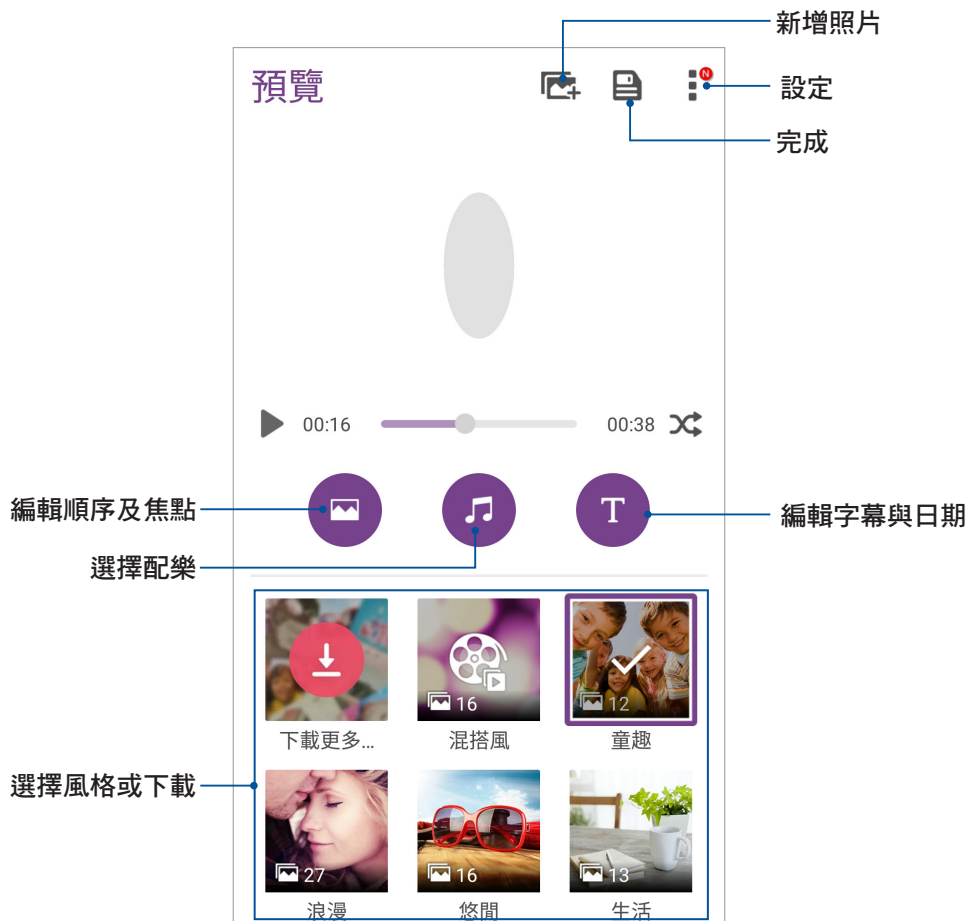 新增照片
預覽
N
設定
完成
00:16
00:38
編輯順序及焦點
T
編輯字幕與日期
選擇配樂
16
12
下載更多...
混搭風
童趣
選擇風格或下載
27
16
13
浪漫
悠閒
生活